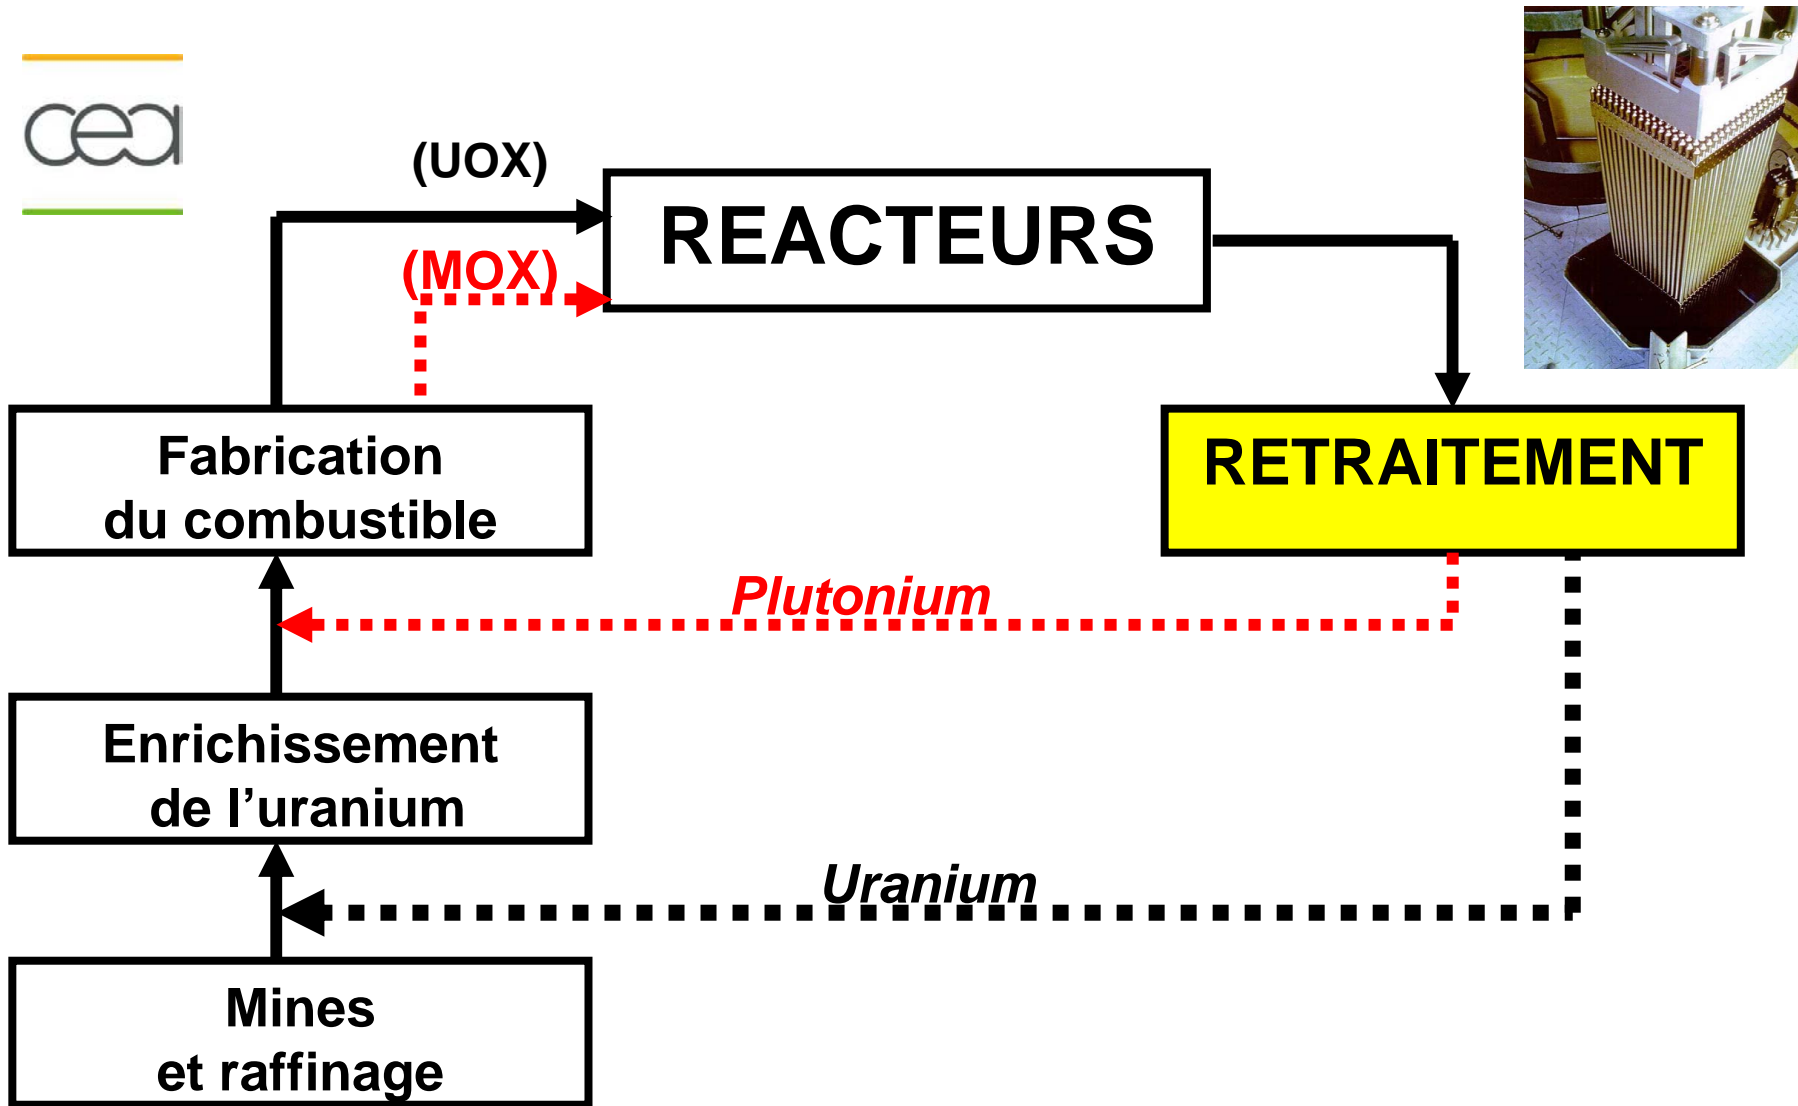 cea
(UOX)
REACTEURS
(MOX)
Fabrication
du combustible
RETRAITEMENT
Plutonium
Enrichissement
de l’uranium
Uranium
Mines
et raffinage